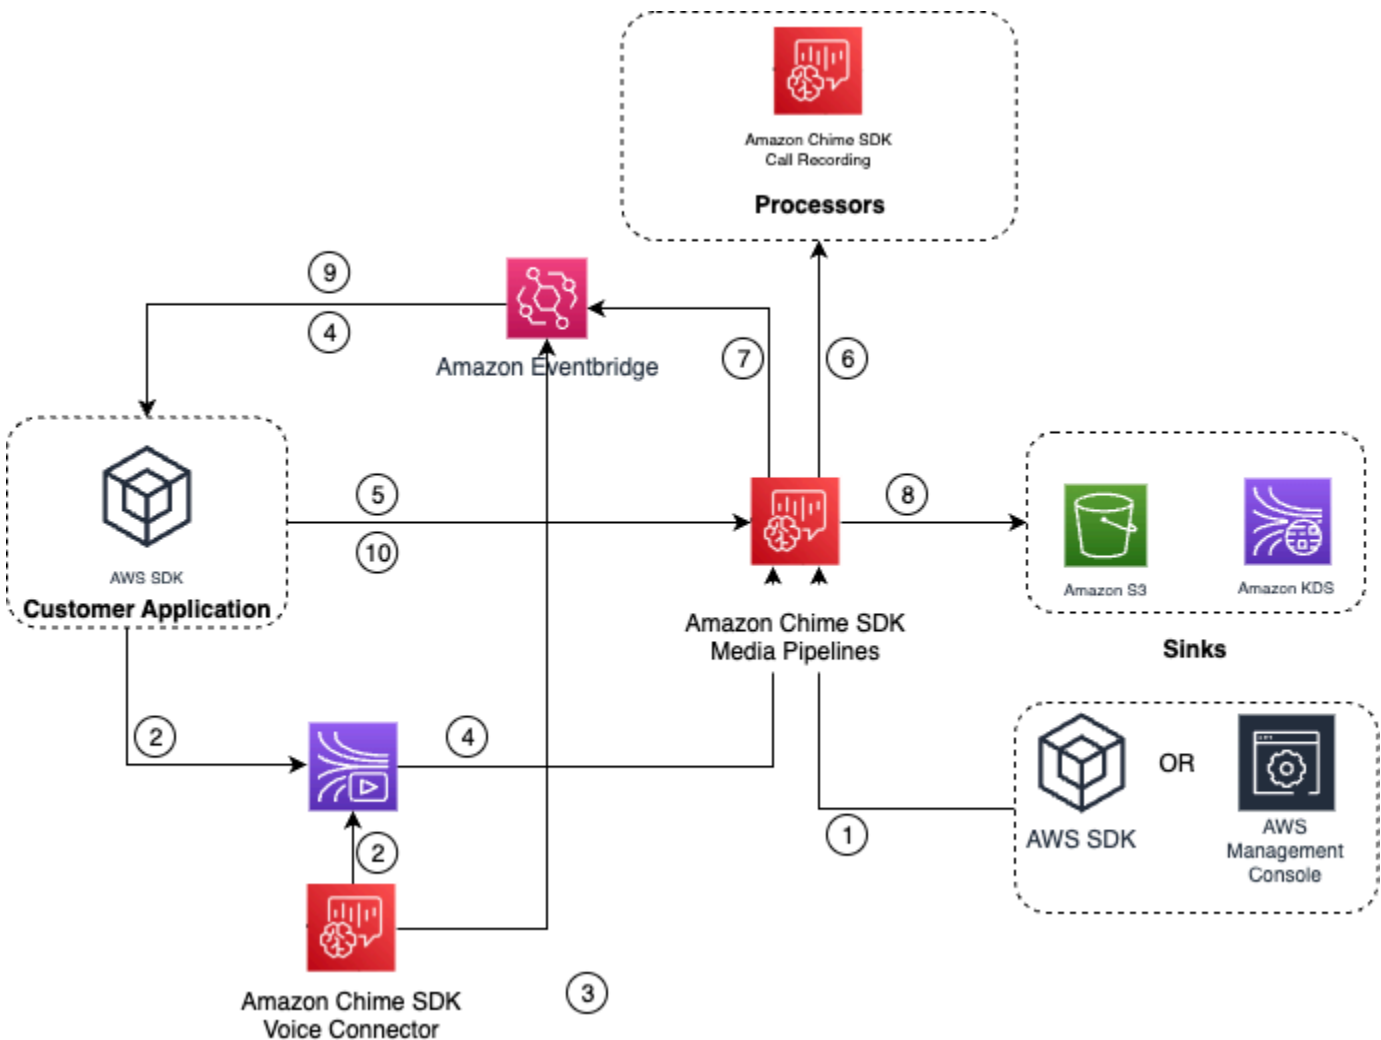 Amazon Chime SDK
Call Recording
Processors
9
4
Amazon Eventbridge
7
6
AWS SDK
Customer Application
5
10
8
Amazon S3
Amazon KDS
Sinks
Amazon Chime SDK
Media Pipelines
2
4
2
1
AWS SDK
OR
AWS
Management
Console
Amazon Chime SDK
Voice Connector
3